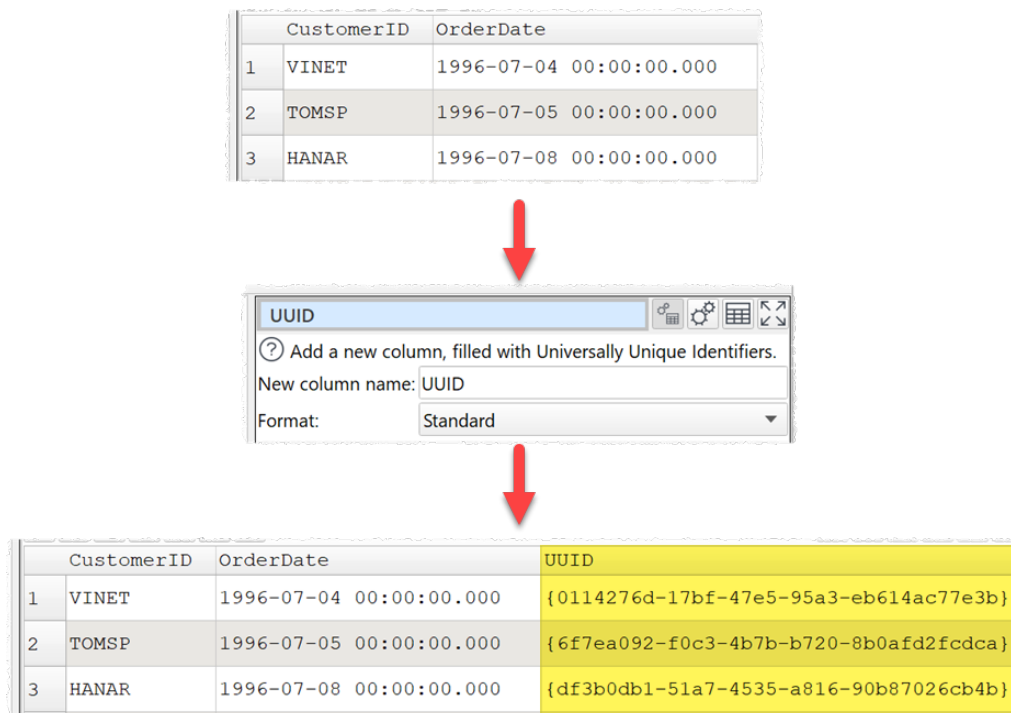 CustomerID OrderDate
1 VINET 1996-07-04 00:00:00.000
2 TOMSP 1996-07-05 00:00:00.000
3 HANAR 1996-07-08 00:00:00.000
UUID
? Add a new column, filled with Universally Unique Identifiers.
New column name: UUID
Format: Standard
CustomerID OrderDate UUID
1 VINET 1996-07-04 00:00:00.000 {0114276d-17bf-47e5-95a3-eb614ac77e3b}
2 TOMSP 1996-07-05 00:00:00.000 {6f7ea092-f0c3-4b7b-b720-8b0afd2fcdca}
3 HANAR 1996-07-08 00:00:00.000 {df3b0db1-51a7-4535-a816-90b87026cb4b}